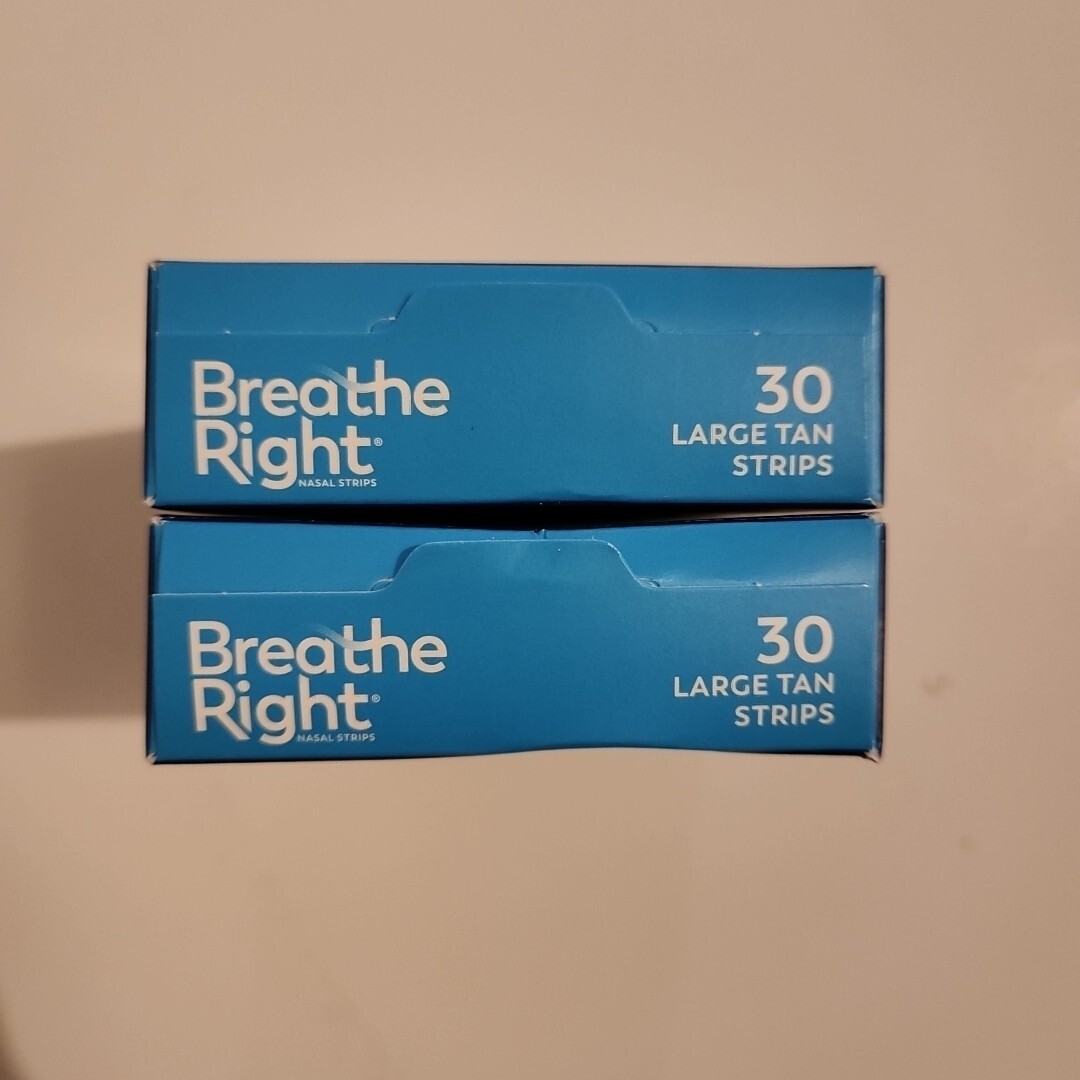 Breathe
Right®
NASAL STRIPS
30
LARGE TAN
STRIPS
Breathe
Right®
NASAL STRIPS
30
LARGE TAN
STRIPS